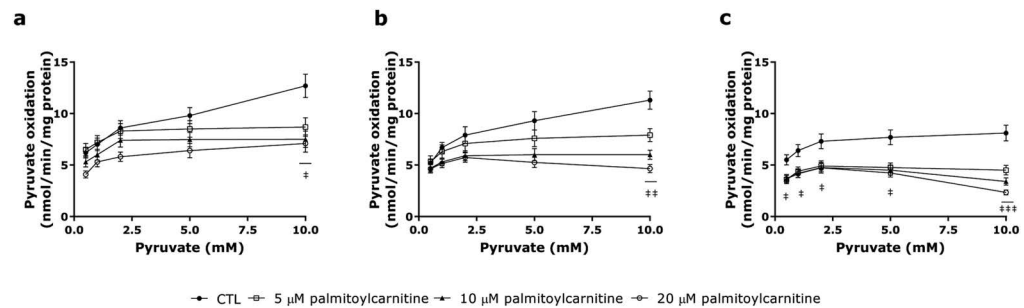 a
Pyruvate oxidation
(nmol/min/mg protein)
15
10
5
0
0.0 2.5 5.0 7.5 10.0
Pyruvate (mM)
‡
b
Pyruvate oxidation
(nmol/min/mg protein)
15
10
5
0
0.0 2.5 5.0 7.5 10.0
Pyruvate (mM)
‡‡
c
Pyruvate oxidation
(nmol/min/mg protein)
15
10
5
0
0.0 2.5 5.0 7.5 10.0
Pyruvate (mM)
‡ ‡ ‡ ‡ ‡‡‡
CTL 5 μM palmitoylcarnitine 10 μM palmitoylcarnitine 20 μM palmitoylcarnitine